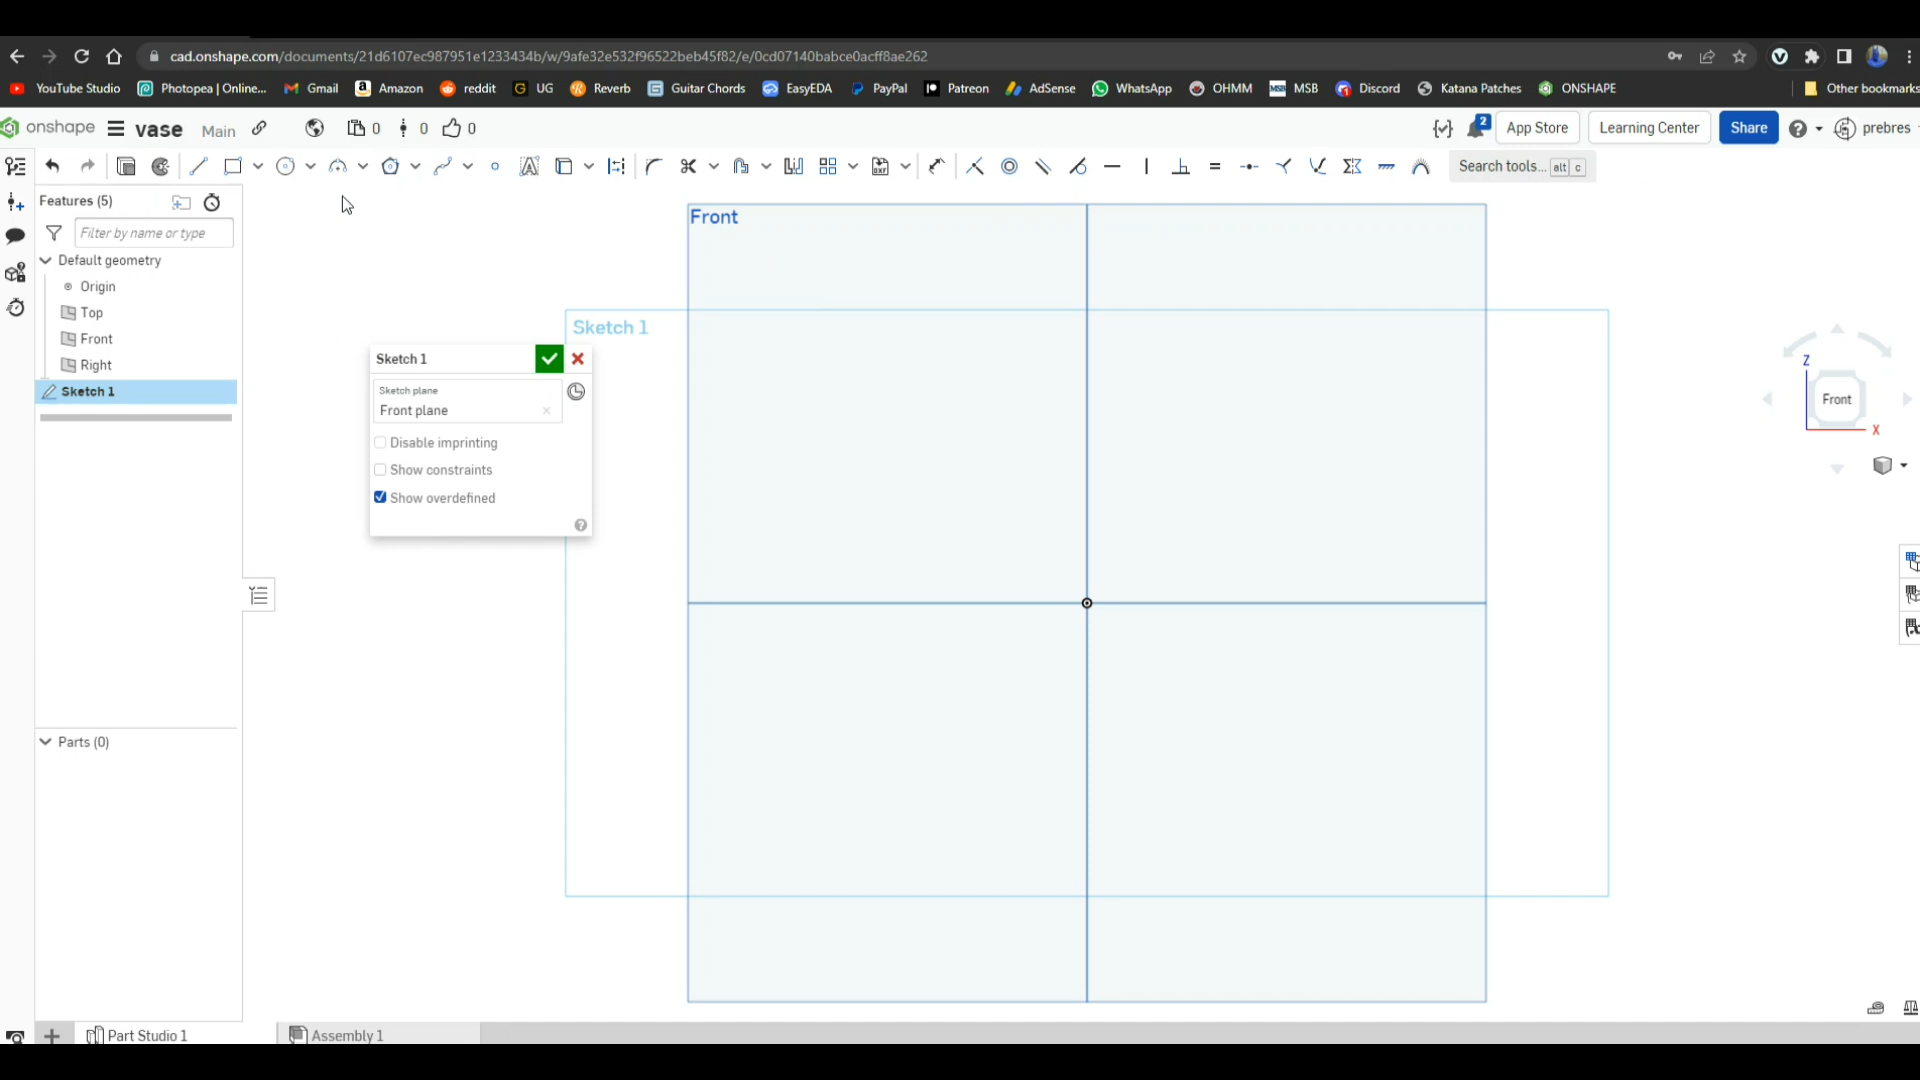 cad.onshape.com/documents/21d6107ec987951e1233434b/w/9afe32e532f96522beb45f82/e/0cd07140babce0acff8ae262
YouTube Studio
Photopea | Online...
Gmail
Amazon
reddit
UG
Reverb
Guitar Chords
EasyEDA
PayPal
Patreon
AdSense
WhatsApp
OHMM
MSB
Discord
Katana Patches
ONSHAPE
Other bookmarks
onshape
vase
Main
0
0
0
2
App Store
Learning Center
Share
prebres
Search tools... alt c
Features (5)
Filter by name or type
Default geometry
Origin
Top
Front
Right
Sketch 1
Parts (0)
Front
Sketch 1
Sketch 1
Sketch plane
Front plane
Disable imprinting
Show constraints
Show overdefined
Z
Front
X
Part Studio 1
Assembly 1